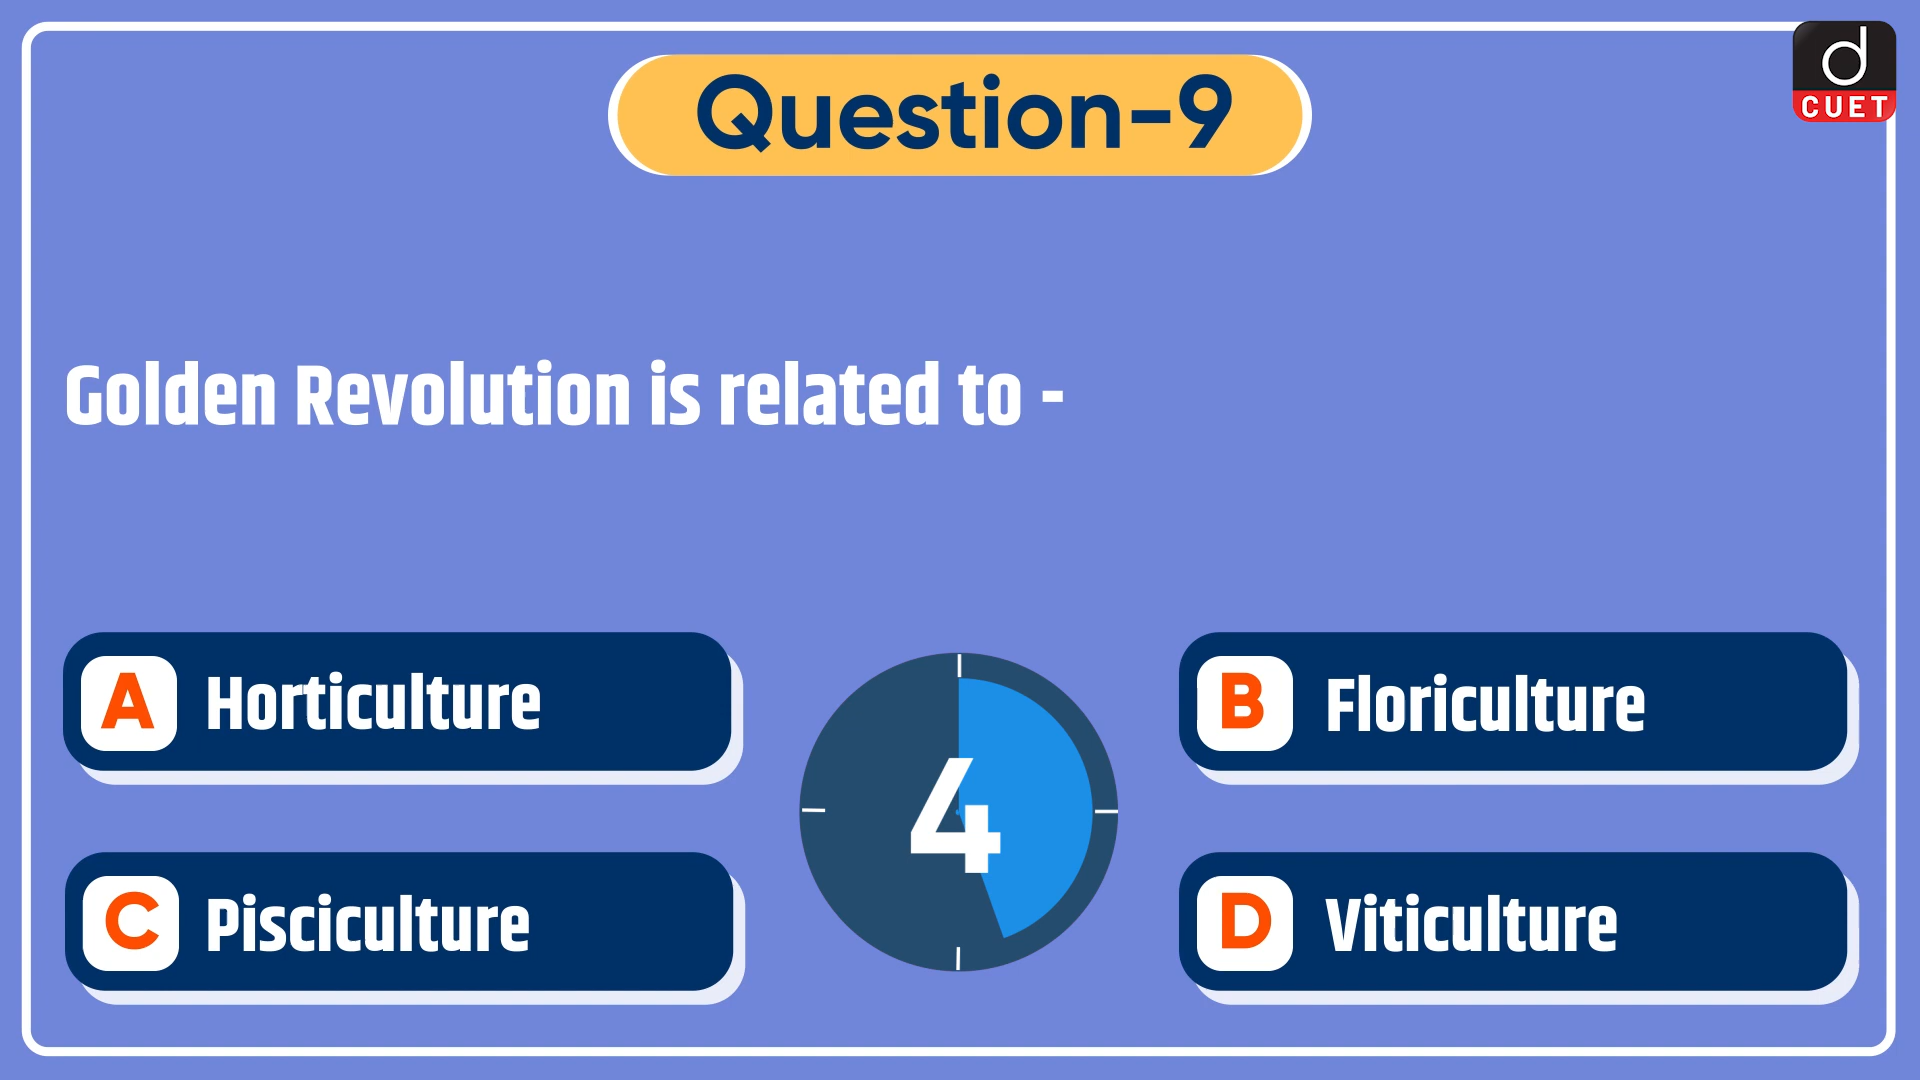 d
CUET
Question-9
Golden Revolution is related to -
A Horticulture
B Floriculture
4
C Pisciculture
D Viticulture